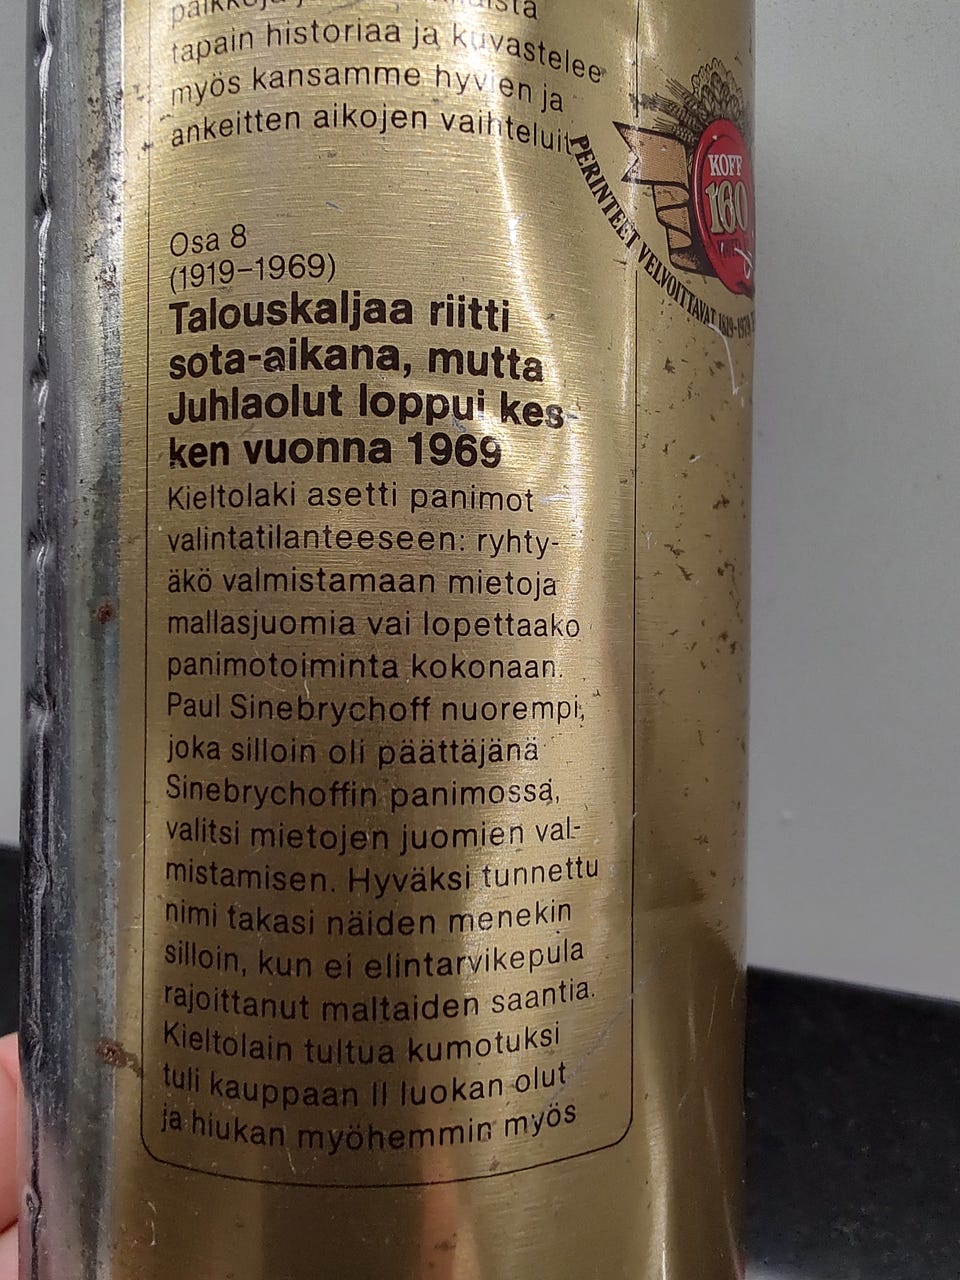 tapain historiaa ja kuvastelee
myös kansamme hyvien ja
ankeitten aikojen vaihteluit
Osa 8
(1919–1969)
Talouskaljaa riitti
sota-aikana, mutta
Juhlaolut loppui kes-
ken vuonna 1969
Kieltolaki asetti panimot
valintatilanteeseen: ryhty-
äkö valmistamaan mietoja
mallasjuomia vai lopettaako
panimotoiminta kokonaan.
Paul Sinebrychoff nuorempi,
joka silloin oli päättäjänä
Sinebrychoffin panimossa,
valitsi mietojen juomien val-
mistamisen. Hyväksi tunnettu
nimi takasi näiden menekin
silloin, kun ei elintarvikepula
rajoittanut maltaiden saantia.
Kieltolain tultua kumotuksi
tuli kauppaan II luokan olut
ja hiukan myöhemmin myös
KOFF
160
PERINTEET VELVOITTAVAT 1819-1979